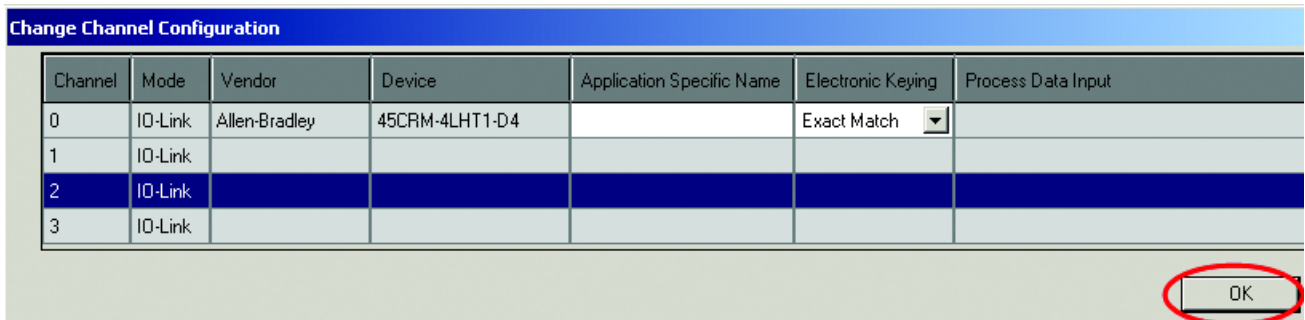 Change Channel Configuration
Channel Mode Vendor Device Application Specific Name Electronic Keying Process Data Input
0 IO-Link Allen-Bradley 45CRM-4LHT1-D4 Exact Match
1 IO-Link
2 IO-Link
3 IO-Link
OK